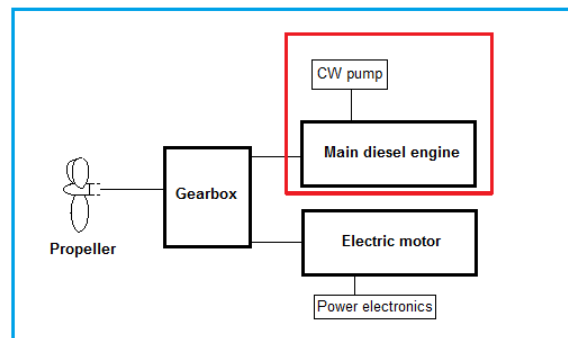 CW pump
Main diesel engine
Gearbox
Propeller
Electric motor
Power electronics